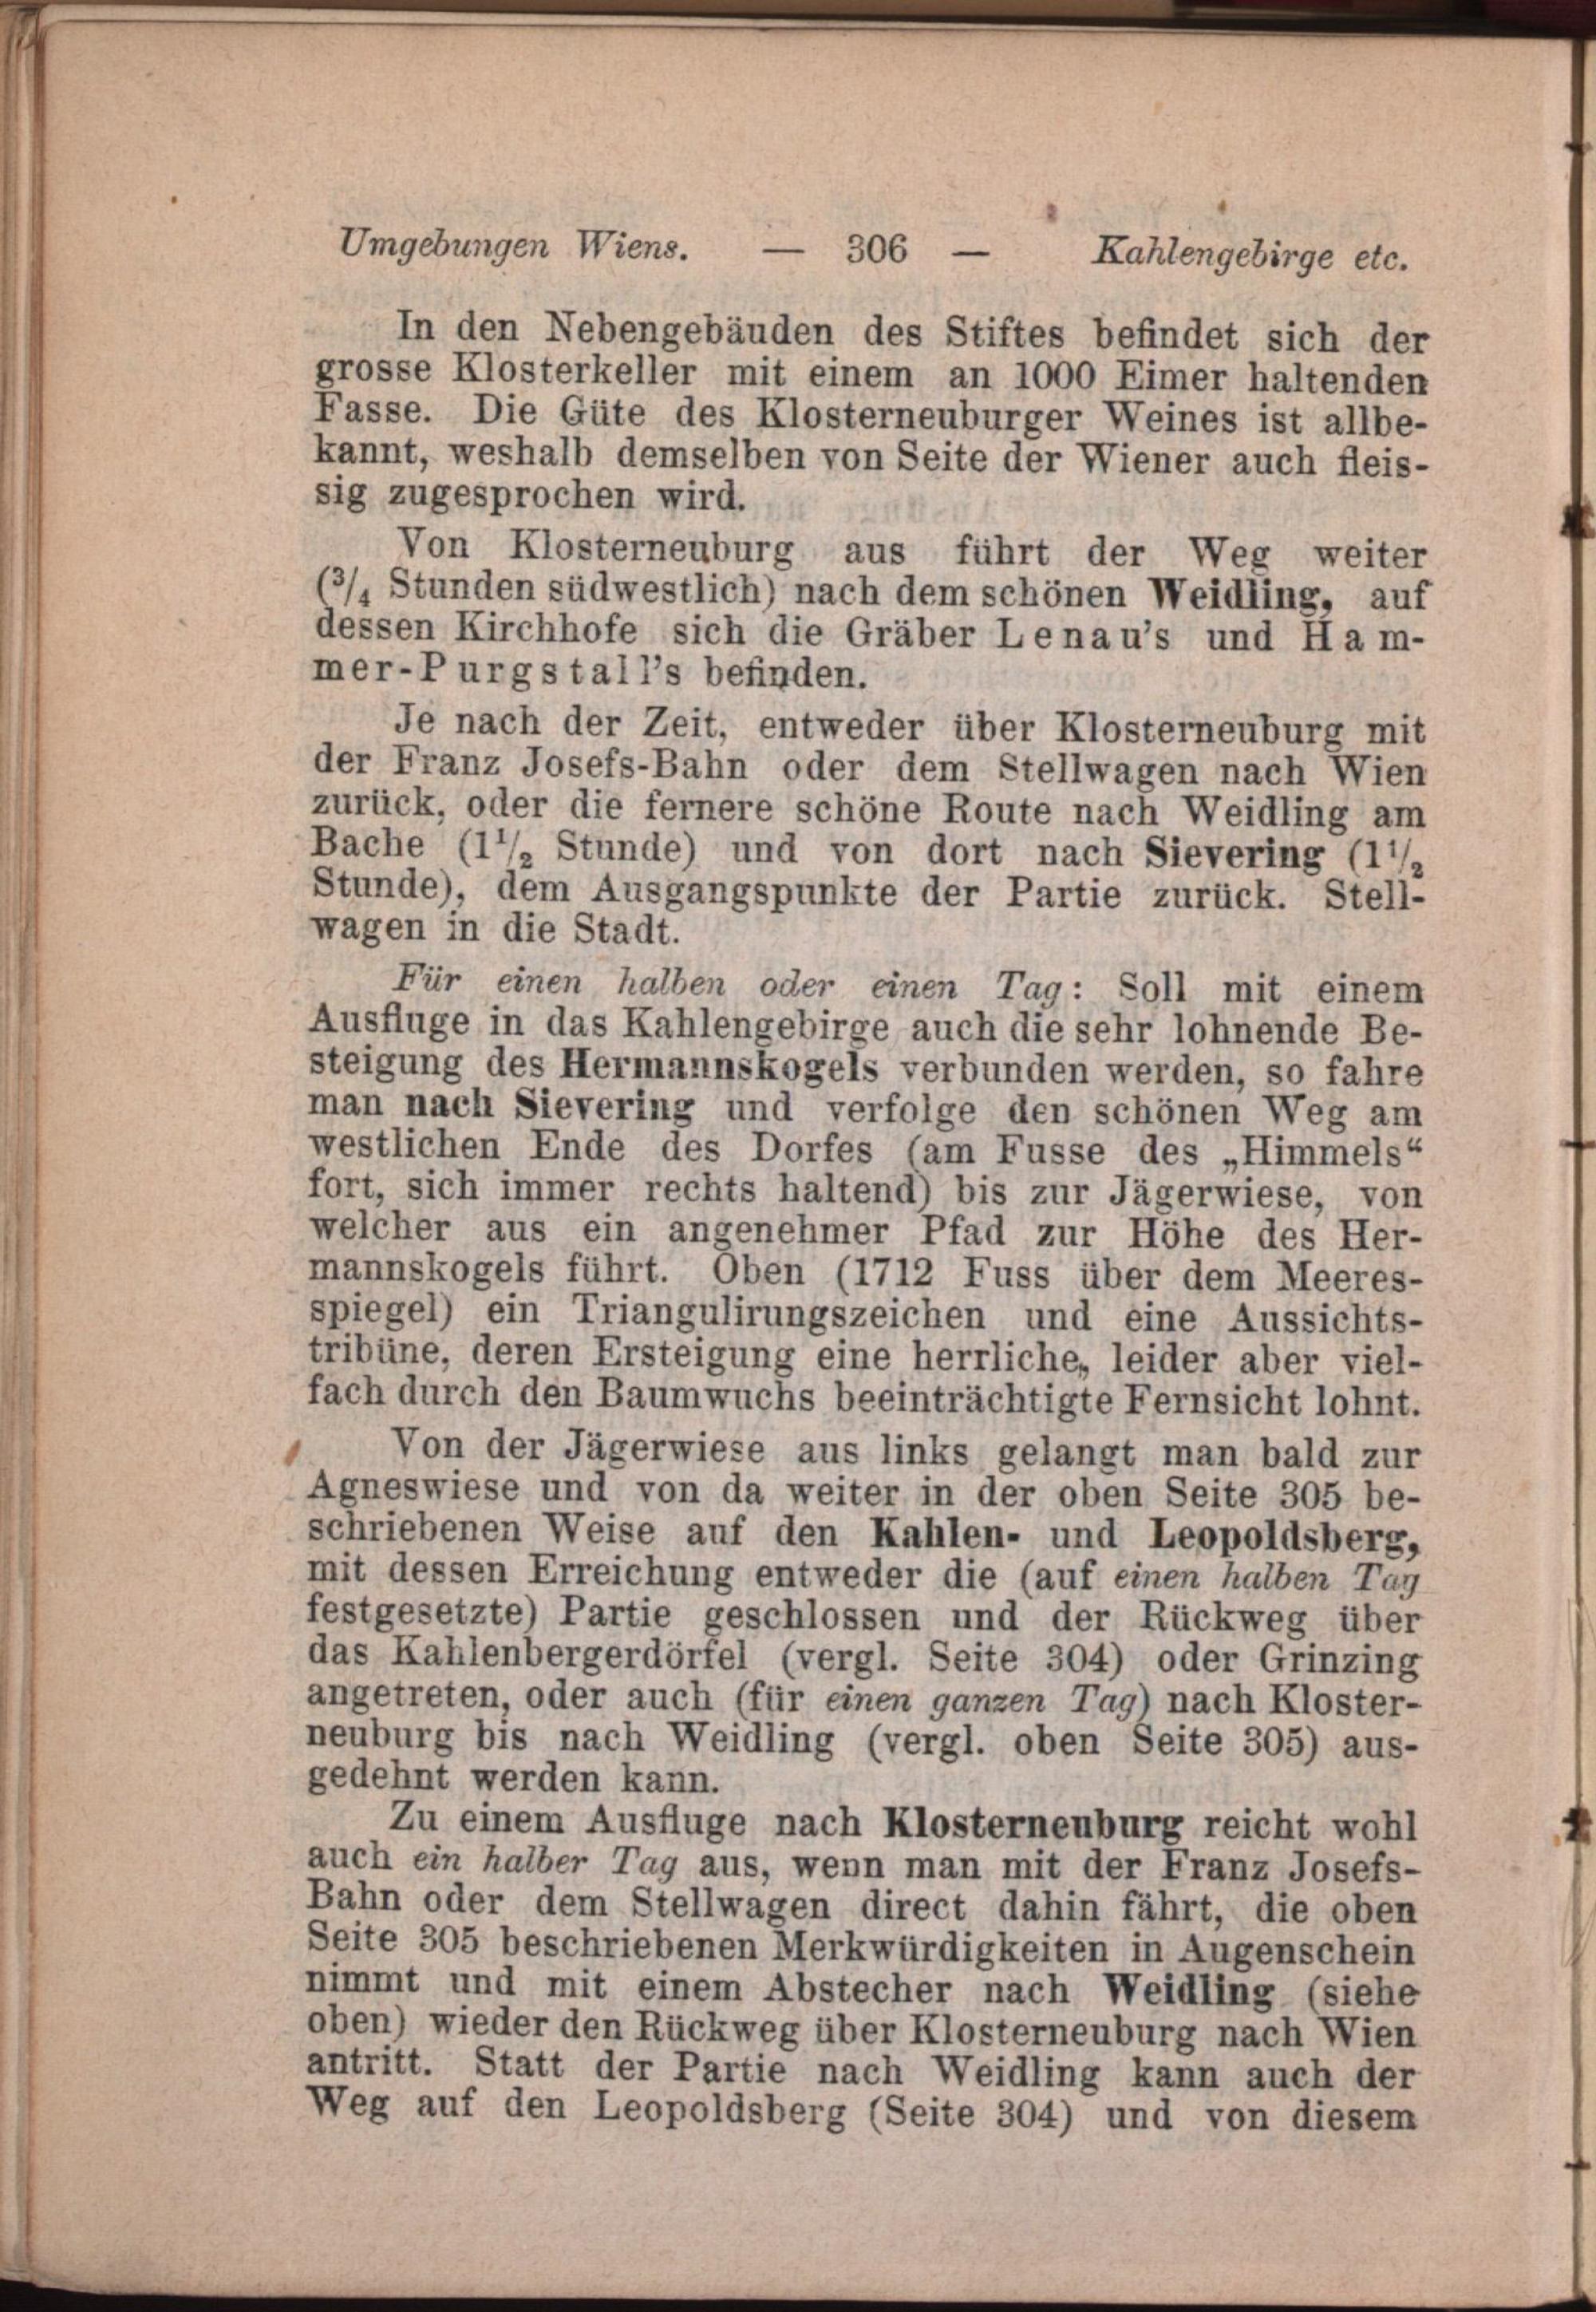 Umgebungen Wiens. — 306 — Kahlengebirge etc.
In den Nebengebäuden des Stiftes befindet sich der
grosse Klosterkeller mit einem an 1000 Eimer haltenden
Fasse. Die Güte des Klosterneuburger Weines ist allbe-
kannt, weshalb demselben von Seite der Wiener auch fleis-
sig zugesprochen wird.
Von Klosterneuburg aus führt der Weg weiter
(3/4 Stunden südwestlich) nach dem schönen Weidling, auf
dessen Kirchhofe sich die Gräber Lenau's und Ham-
mer-Purgstall's befinden.
Je nach der Zeit, entweder über Klosterneuburg mit
der Franz Josefs-Bahn oder dem Stellwagen nach Wien
zurück, oder die fernere schöne Route nach Weidling am
Bache (1 1/2 Stunde) und von dort nach Sievering (1 1/2
Stunde), dem Ausgangspunkte der Partie zurück. Stell-
wagen in die Stadt.
Für einen halben oder einen Tag: Soll mit einem
Ausfluge in das Kahlengebirge auch die sehr lohnende Be-
steigung des Hermannskogels verbunden werden, so fahre
man nach Sievering und verfolge den schönen Weg am
westlichen Ende des Dorfes (am Fusse des „Himmels“
fort, sich immer rechts haltend) bis zur Jägerwiese, von
welcher aus ein angenehmer Pfad zur Höhe des Her-
mannskogels führt. Oben (1712 Fuss über dem Meeres-
spiegel) ein Triangulirungszeichen und eine Aussichts-
tribüne, deren Ersteigung eine herrliche, leider aber viel-
fach durch den Baumwuchs beeinträchtigte Fernsicht lohnt.
Von der Jägerwiese aus links gelangt man bald zur
Agneswiese und von da weiter in der oben Seite 305 be-
schriebenen Weise auf den Kahlen- und Leopoldsberg,
mit dessen Erreichung entweder die (auf einen halben Tag
festgesetzte) Partie geschlossen und der Rückweg über
das Kahlenbergerdörfel (vergl. Seite 304) oder Grinzing
angetreten, oder auch (für einen ganzen Tag) nach Kloster-
neuburg bis nach Weidling (vergl. oben Seite 305) aus-
gedehnt werden kann.
Zu einem Ausfluge nach Klosterneuburg reicht wohl
auch ein halber Tag aus, wenn man mit der Franz Josefs-
Bahn oder dem Stellwagen direct dahin fährt, die oben
Seite 305 beschriebenen Merkwürdigkeiten in Augenschein
nimmt und mit einem Abstecher nach Weidling (siehe
oben) wieder den Rückweg über Klosterneuburg nach Wien
antritt. Statt der Partie nach Weidling kann auch der
Weg auf den Leopoldsberg (Seite 304) und von diesem